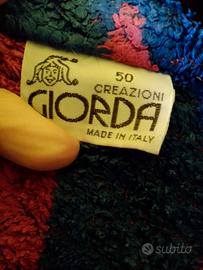 50
CREAZIONI
GIORDA
MADE IN ITALY
subito